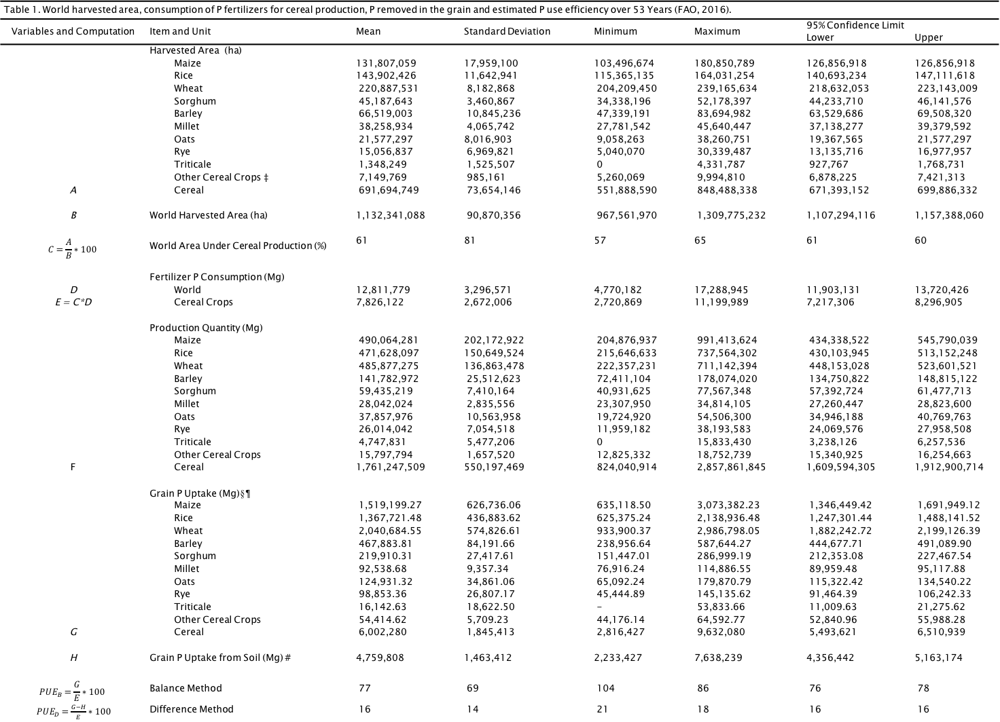 Table 1. World harvested area, consumption of P fertilizers for cereal production, P removed in the grain and estimated P use efficiency over 53 Years (FAO, 2016).
Variables and Computation Item and Unit Mean Standard Deviation Minimum Maximum 95% Confidence Limit
Lower Upper
Harvested Area (ha)
Maize 131,807,059 17,959,100 103,496,674 180,850,789 126,856,918 126,856,918
Rice 143,902,426 11,642,941 115,365,135 164,031,254 140,693,234 147,111,618
Wheat 220,887,531 8,182,868 204,209,450 239,165,634 218,632,053 223,143,009
Sorghum 45,187,643 3,460,867 34,338,196 52,178,397 44,233,710 46,141,576
Barley 66,519,003 10,845,236 47,339,191 83,694,982 63,529,686 69,508,320
Millet 38,258,934 4,065,742 27,781,542 45,640,447 37,138,277 39,379,592
Oats 21,577,297 8,016,903 9,058,263 38,260,751 19,367,565 21,577,297
Rye 15,056,837 6,969,821 5,040,070 30,339,487 13,135,716 16,977,957
Triticale 1,348,249 1,525,507 0 4,331,787 927,767 1,768,731
Other Cereal Crops ‡ 7,149,769 985,161 5,260,069 9,994,810 6,878,225 7,421,313
A Cereal 691,694,749 73,654,146 551,888,590 848,488,338 671,393,152 699,886,332
B World Harvested Area (ha) 1,132,341,088 90,870,356 967,561,970 1,309,775,232 1,107,294,116 1,157,388,060
C = A/B * 100 World Area Under Cereal Production (%) 61 81 57 65 61 60
Fertilizer P Consumption (Mg)
D World 12,811,779 3,296,571 4,770,182 17,288,945 11,903,131 13,720,426
E = C*D Cereal Crops 7,826,122 2,672,006 2,720,869 11,199,989 7,217,306 8,296,905
Production Quantity (Mg)
Maize 490,064,281 202,172,922 204,876,937 991,413,624 434,338,522 545,790,039
Rice 471,628,097 150,649,524 215,646,633 737,564,302 430,103,945 513,152,248
Wheat 485,877,275 136,863,478 222,357,231 711,142,394 448,153,028 523,601,521
Barley 141,782,972 25,512,623 72,411,104 178,074,020 134,750,822 148,815,122
Sorghum 59,435,219 7,410,164 40,931,625 77,567,348 57,392,724 61,477,713
Millet 28,042,024 2,835,556 23,307,950 34,814,105 27,260,447 28,823,600
Oats 37,857,976 10,563,958 19,724,920 54,506,300 34,946,188 40,769,763
Rye 26,014,042 7,054,518 11,959,182 38,193,583 24,069,576 27,958,508
Triticale 4,747,831 5,477,206 0 15,833,430 3,238,126 6,257,536
Other Cereal Crops 15,797,794 1,657,520 12,825,332 18,752,739 15,340,925 16,254,663
F Cereal 1,761,247,509 550,197,469 824,040,914 2,857,861,845 1,609,594,305 1,912,900,714
Grain P Uptake (Mg)§¶
Maize 1,519,199.27 626,736.06 635,118.50 3,073,382.23 1,346,449.42 1,691,949.12
Rice 1,367,721.48 436,883.62 625,375.24 2,138,936.48 1,247,301.44 1,488,141.52
Wheat 2,040,684.55 574,826.61 933,900.37 2,986,798.05 1,882,242.72 2,199,126.39
Barley 467,883.81 84,191.66 238,956.64 587,644.27 444,677.71 491,089.90
Sorghum 219,910.31 27,417.61 151,447.01 286,999.19 212,353.08 227,467.54
Millet 92,538.68 9,357.34 76,916.24 114,886.55 89,959.48 95,117.88
Oats 124,931.32 34,861.06 65,092.24 179,870.79 115,322.42 134,540.22
Rye 98,853.36 26,807.17 45,444.89 145,135.62 91,464.39 106,242.33
Triticale 16,142.63 18,622.50 – 53,833.66 11,009.63 21,275.62
Other Cereal Crops 54,414.62 5,709.23 44,176.14 64,592.77 52,840.96 55,988.28
G Cereal 6,002,280 1,845,413 2,816,427 9,632,080 5,493,621 6,510,939
H Grain P Uptake from Soil (Mg) # 4,759,808 1,463,412 2,233,427 7,638,239 4,356,442 5,163,174
PUE_B = G/E * 100 Balance Method 77 69 104 86 76 78
PUE_D = G−H/E * 100 Difference Method 16 14 21 18 16 16